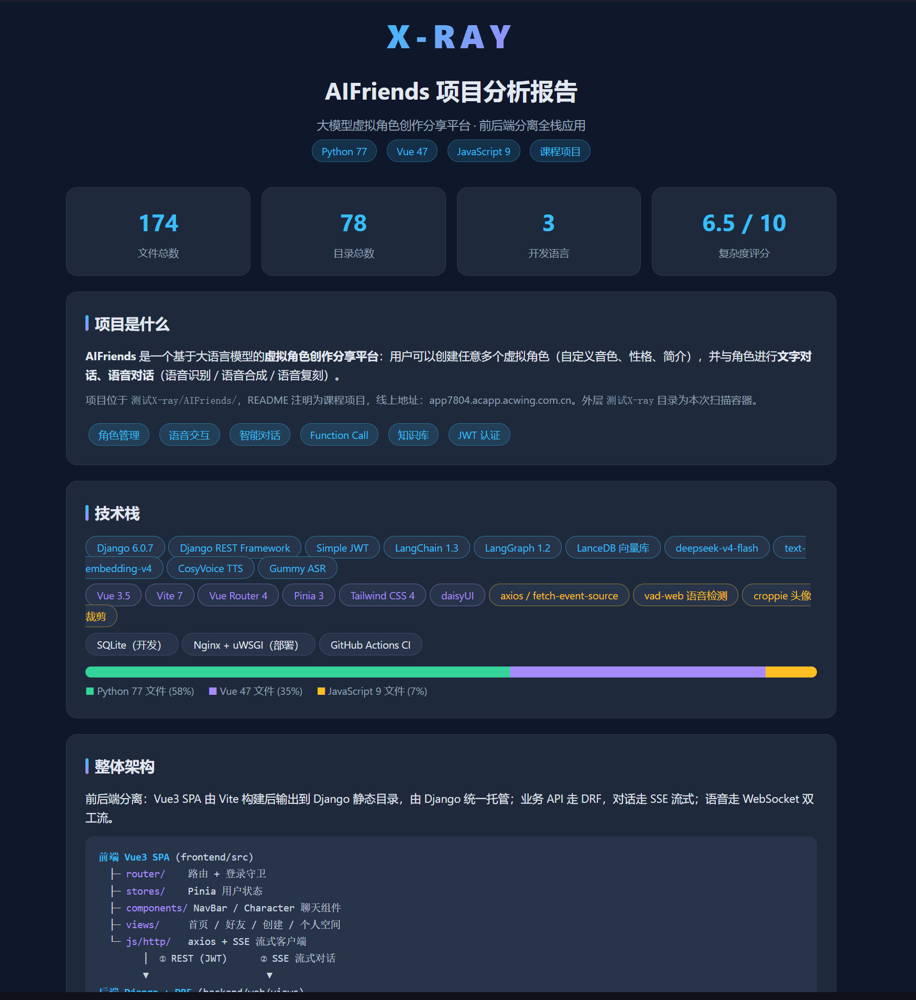 X-RAY
AIFriends 项目分析报告
大模型虚拟角色创作分享平台 · 前后端分离全栈应用
Python 77 Vue 47 JavaScript 9 课程项目
174 78 3 6.5 / 10
文件总数 目录总数 开发语言 复杂度评分
项目是什么
AIFriends 是一个基于大语言模型的虚拟角色创作分享平台：用户可以创建任意多个虚拟角色（自定义音色、性格、简介），并与角色进行文字对
话、语音对话（语音识别 / 语音合成 / 语音复刻）。
项目位于 测试X-ray/AIFriends/，README 注明为课程项目，线上地址：app7804.acapp.acwing.com.cn。外层 测试X-ray 目录为本次扫描容器。
角色管理 语音交互 智能对话 Function Call 知识库 JWT 认证
技术栈
Django 6.0.7 Django REST Framework Simple JWT LangChain 1.3 LangGraph 1.2 LanceDB 向量库 deepseek-v4-flash text-
embedding-v4 CosyVoice TTS Gummy ASR
Vue 3.5 Vite 7 Vue Router 4 Pinia 3 Tailwind CSS 4 daisyUI axios / fetch-event-source vad-web 语音检测 croppie 头像
裁剪
SQLite（开发） Nginx + uWSGI（部署） GitHub Actions CI
Python 77 文件 (58%) Vue 47 文件 (35%) JavaScript 9 文件 (7%)
整体架构
前后端分离：Vue3 SPA 由 Vite 构建后输出到 Django 静态目录，由 Django 统一托管；业务 API 走 DRF，对话走 SSE 流式；语音走 WebSocket 双
工流。
前端 Vue3 SPA (frontend/src)
├─ router/ 路由 + 登录守卫
├─ stores/ Pinia 用户状态
├─ components/ NavBar / Character 聊天组件
├─ views/ 首页 / 好友 / 创建 / 个人空间
└─ js/http/ axios + SSE 流式客户端
│ ① REST (JWT) ② SSE 流式对话
▼ ▼
后端 Django + DRF (backend/web/views)